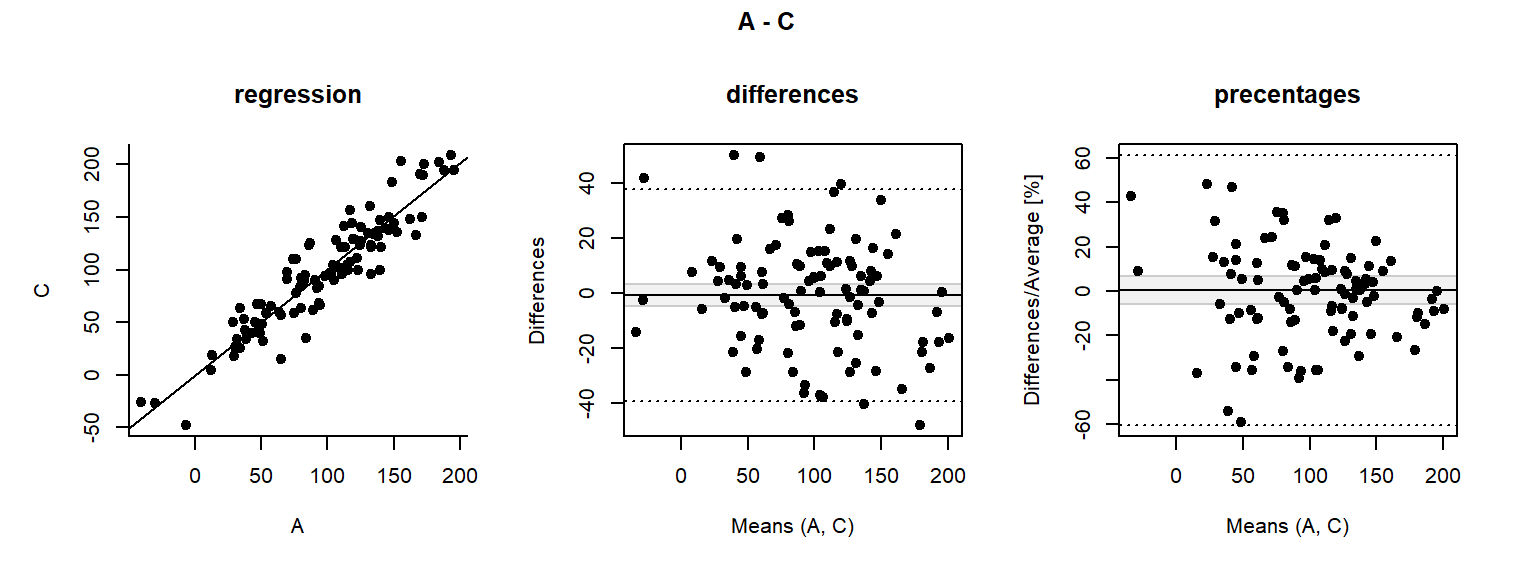 A - C
regression
differences
precentages
200
150
100
50
0
-50
C
0 50 100 150 200
A
40
20
0
-20
-40
Differences
0 50 100 150 200
Means (A, C)
60
40
20
0
-20
-60
Differences/Average [%]
0 50 100 150 200
Means (A, C)